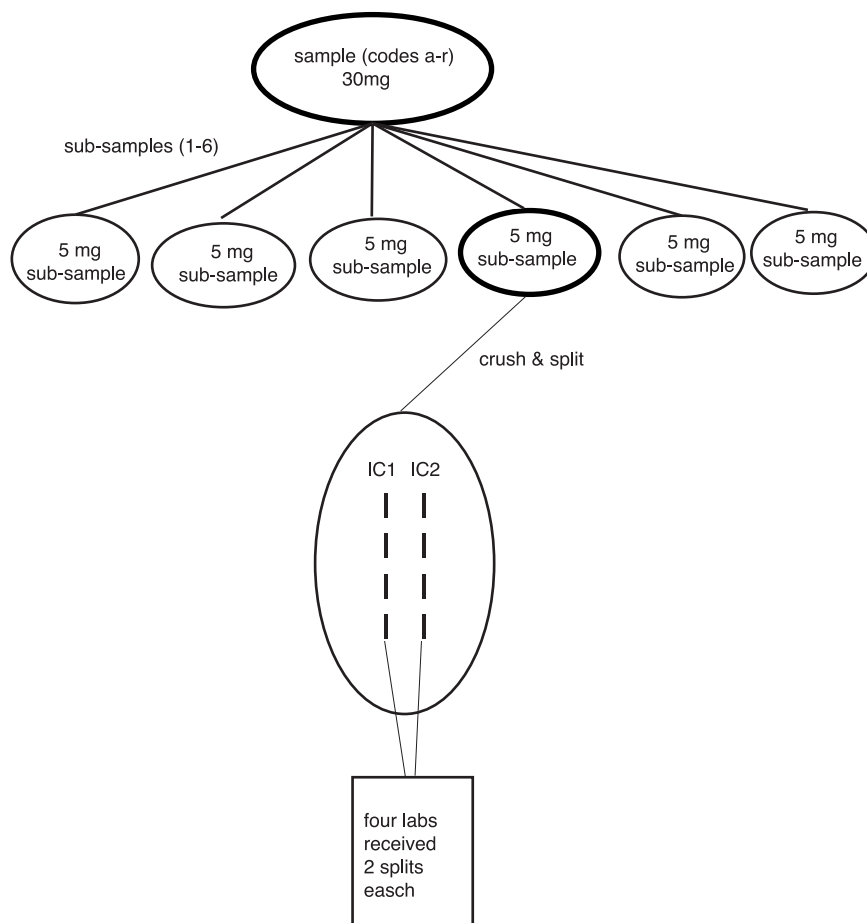 sample (codes a-r)
30mg
sub-samples (1-6)
5 mg
sub-sample
5 mg
sub-sample
5 mg
sub-sample
5 mg
sub-sample
5 mg
sub-sample
5 mg
sub-sample
crush & split
IC1 IC2
four labs
received
2 splits
easch